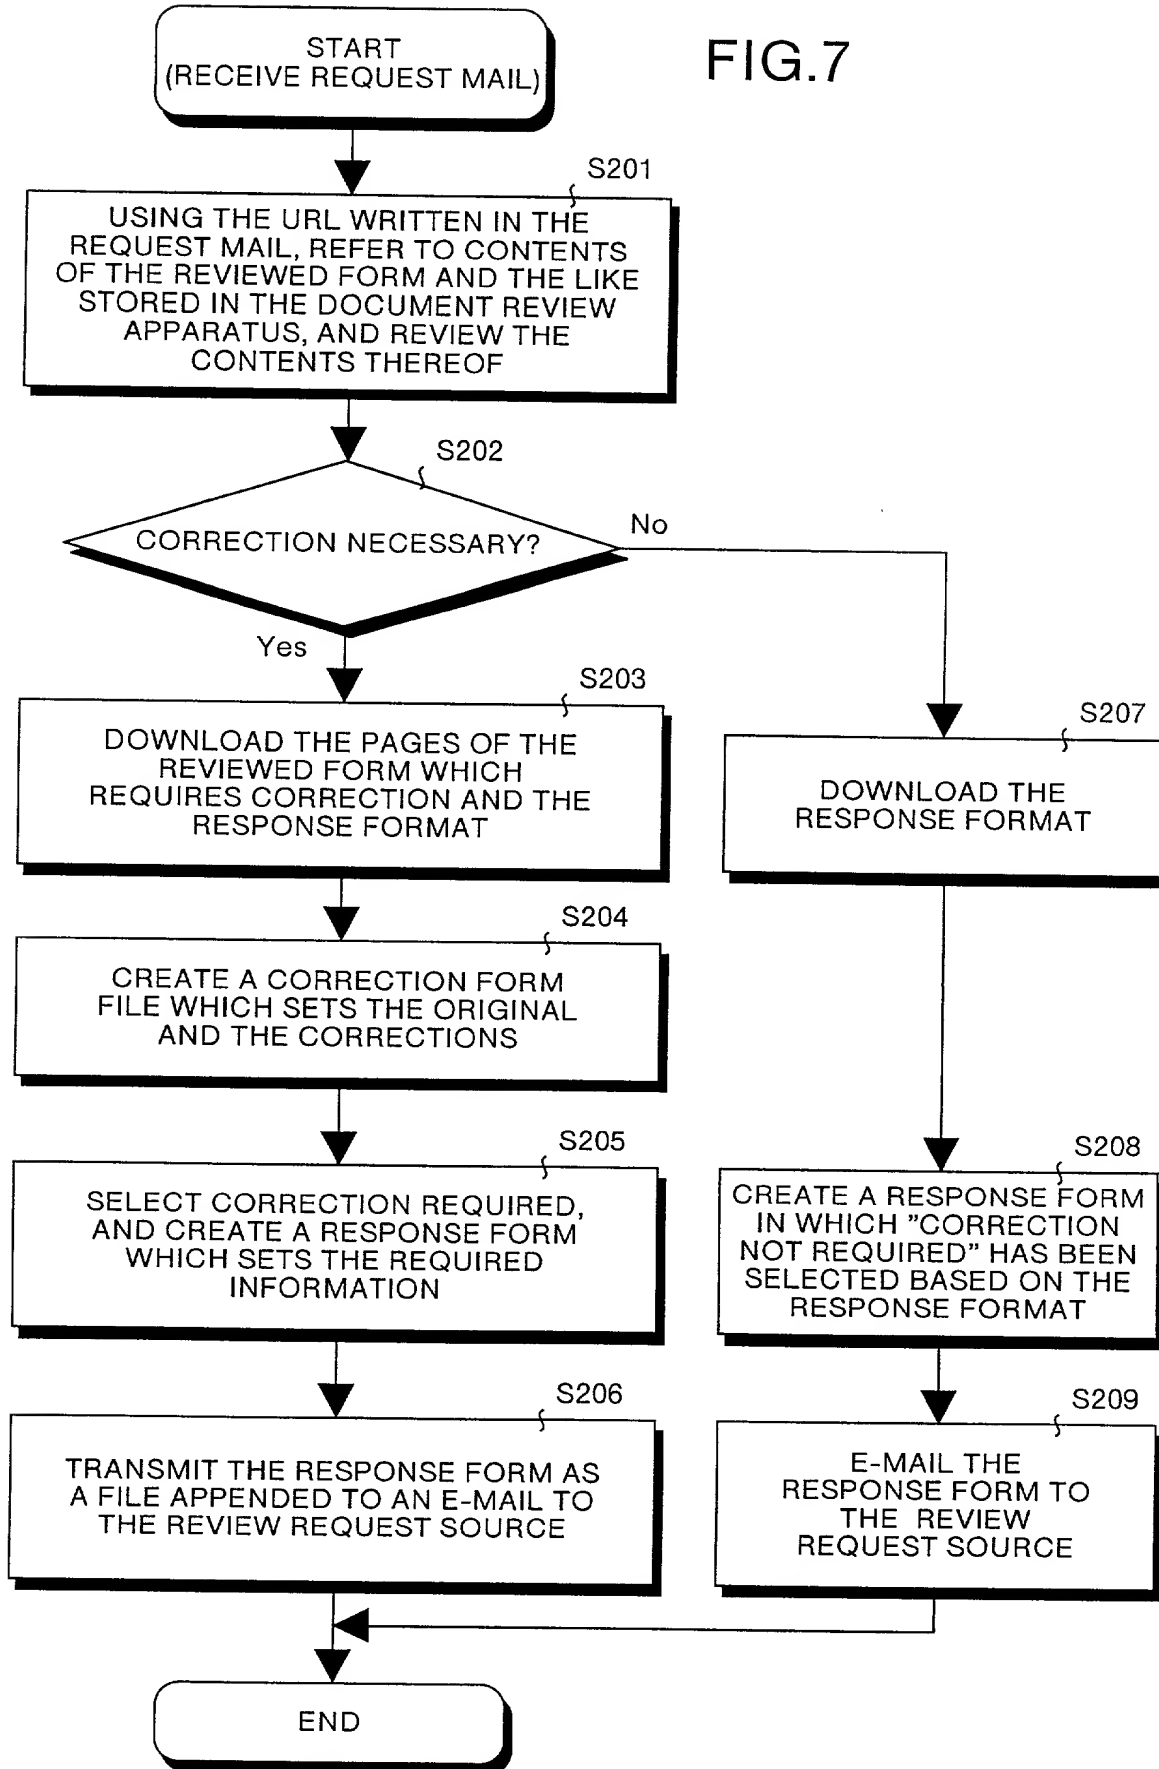 FIG.7
START
(RECEIVE REQUEST MAIL)
S201
USING THE URL WRITTEN IN THE
REQUEST MAIL, REFER TO CONTENTS
OF THE REVIEWED FORM AND THE LIKE
STORED IN THE DOCUMENT REVIEW
APPARATUS, AND REVIEW THE
CONTENTS THEREOF
S202
CORRECTION NECESSARY?
No
Yes
S203
DOWNLOAD THE PAGES OF THE
REVIEWED FORM WHICH
REQUIRES CORRECTION AND THE
RESPONSE FORMAT
S204
CREATE A CORRECTION FORM
FILE WHICH SETS THE ORIGINAL
AND THE CORRECTIONS
S205
SELECT CORRECTION REQUIRED,
AND CREATE A RESPONSE FORM
WHICH SETS THE REQUIRED
INFORMATION
S206
TRANSMIT THE RESPONSE FORM AS
A FILE APPENDED TO AN E-MAIL TO
THE REVIEW REQUEST SOURCE
S207
DOWNLOAD THE
RESPONSE FORMAT
S208
CREATE A RESPONSE FORM
IN WHICH "CORRECTION
NOT REQUIRED" HAS BEEN
SELECTED BASED ON THE
RESPONSE FORMAT
S209
E-MAIL THE
RESPONSE FORM TO
THE REVIEW
REQUEST SOURCE
END